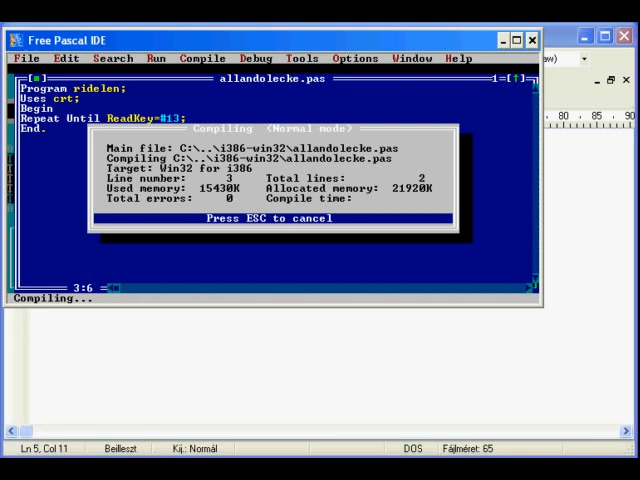 Free Pascal IDE
File Edit Search Run Compile Debug Tools Options Window Help
allandolecke.pas 1=[↑]
Program ridelen;
Uses crt;
Begin
Repeat Until ReadKey=#13;
End.
Compiling (Normal mode)
Main file: C:\...\i386-win32\allandolecke.pas
Compiling C:\...\i386-win32\allandolecke.pas
Target: Win32 for i386
Line number: 3 Total lines: 2
Used memory: 15430K Allocated memory: 21920K
Total errors: 0 Compile time:
Press ESC to cancel
3:6
Compiling...
80 85 90
Ln 5, Col 11 Beilleszt Kij.: Normál DOS Fájlméret: 65